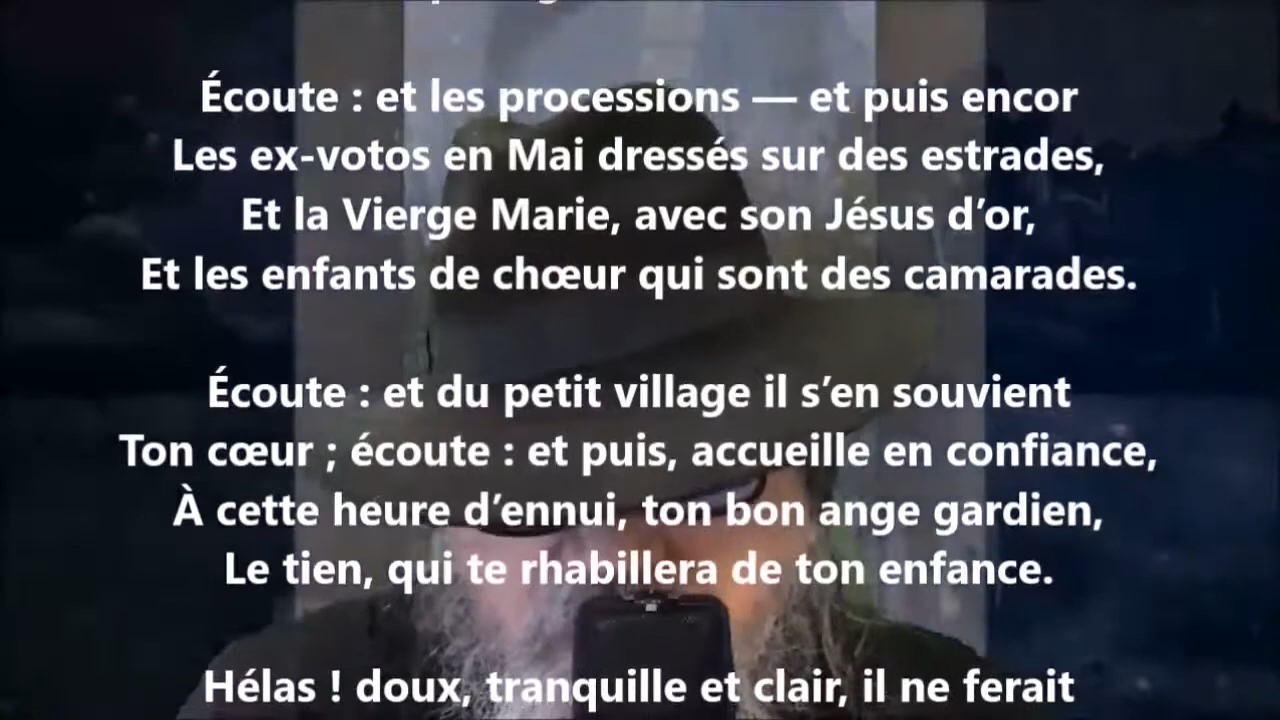 Écoute : et les processions — et puis encor
Les ex-votos en Mai dressés sur des estrades,
Et la Vierge Marie, avec son Jésus d’or,
Et les enfants de chœur qui sont des camarades.
Écoute : et du petit village il s’en souvient
Ton cœur ; écoute : et puis, accueille en confiance,
À cette heure d’ennui, ton bon ange gardien,
Le tien, qui te rhabillera de ton enfance.
Hélas ! doux, tranquille et clair, il ne ferait